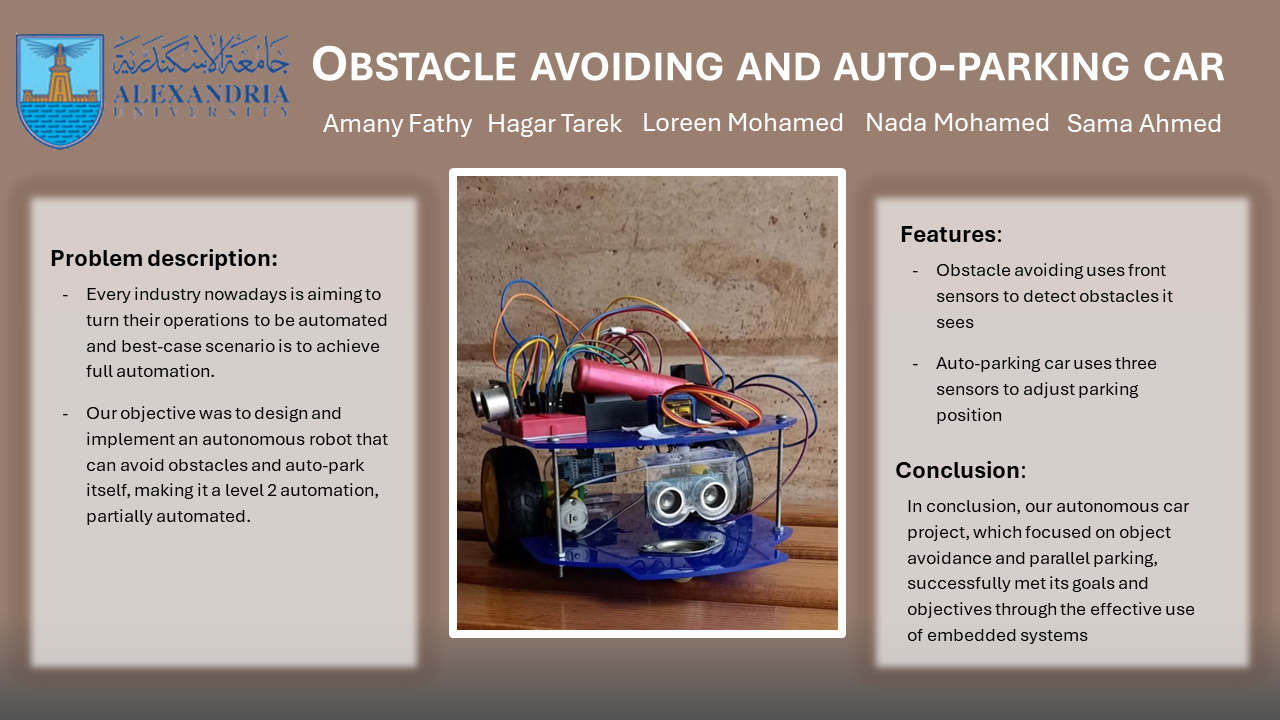 جامعة الإسكندرية
ALEXANDRIA
UNIVERSITY
OBSTACLE AVOIDING AND AUTO-PARKING CAR
Amany Fathy Hagar Tarek Loreen Mohamed Nada Mohamed Sama Ahmed
Problem description:
- Every industry nowadays is aiming to
turn their operations to be automated
and best-case scenario is to achieve
full automation.
- Our objective was to design and
implement an autonomous robot that
can avoid obstacles and auto-park
itself, making it a level 2 automation,
partially automated.
Features:
- Obstacle avoiding uses front
sensors to detect obstacles it
sees
- Auto-parking car uses three
sensors to adjust parking
position
Conclusion:
In conclusion, our autonomous car
project, which focused on object
avoidance and parallel parking,
successfully met its goals and
objectives through the effective use
of embedded systems